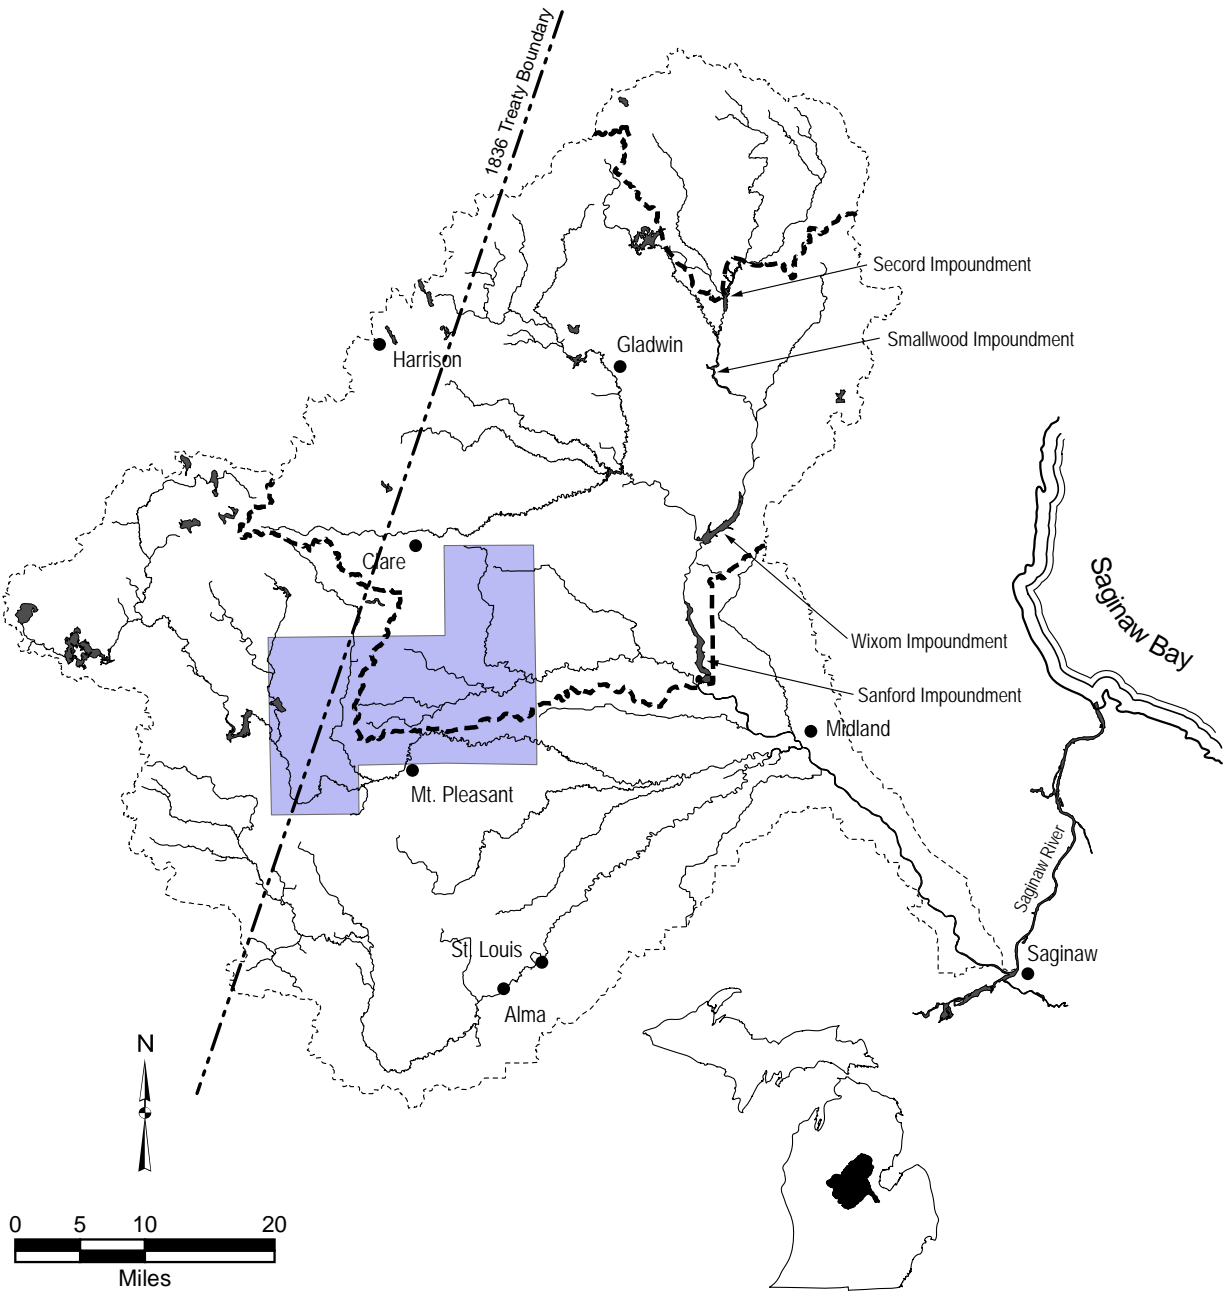 1836 Treaty Boundary
Secord Impoundment
Smallwood Impoundment
Gladwin
Harrison
Clare
Saginaw Bay
Wixom Impoundment
Sanford Impoundment
Midland
Mt. Pleasant
Saginaw River
St. Louis
Saginaw
Alma
N
0 5 10 20
Miles